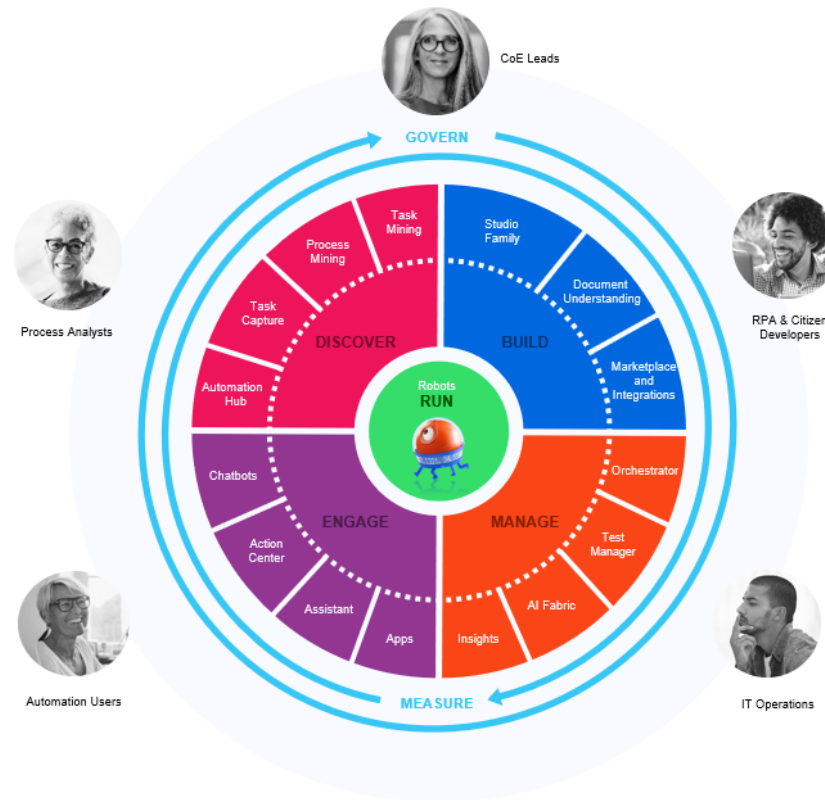 CoE Leads
GOVERN
Task
Mining
Studio
Family
Process
Mining
Document
Understanding
Task
Capture
Process Analysts
RPA & Citizen
Developers
DISCOVER
BUILD
Marketplace
and
Integrations
Automation
Hub
Robots
RUN
Chatbots
Orchestrator
ENGAGE
MANAGE
Action
Center
Test
Manager
Assistant
AI Fabric
Apps
Insights
Automation Users
MEASURE
IT Operations